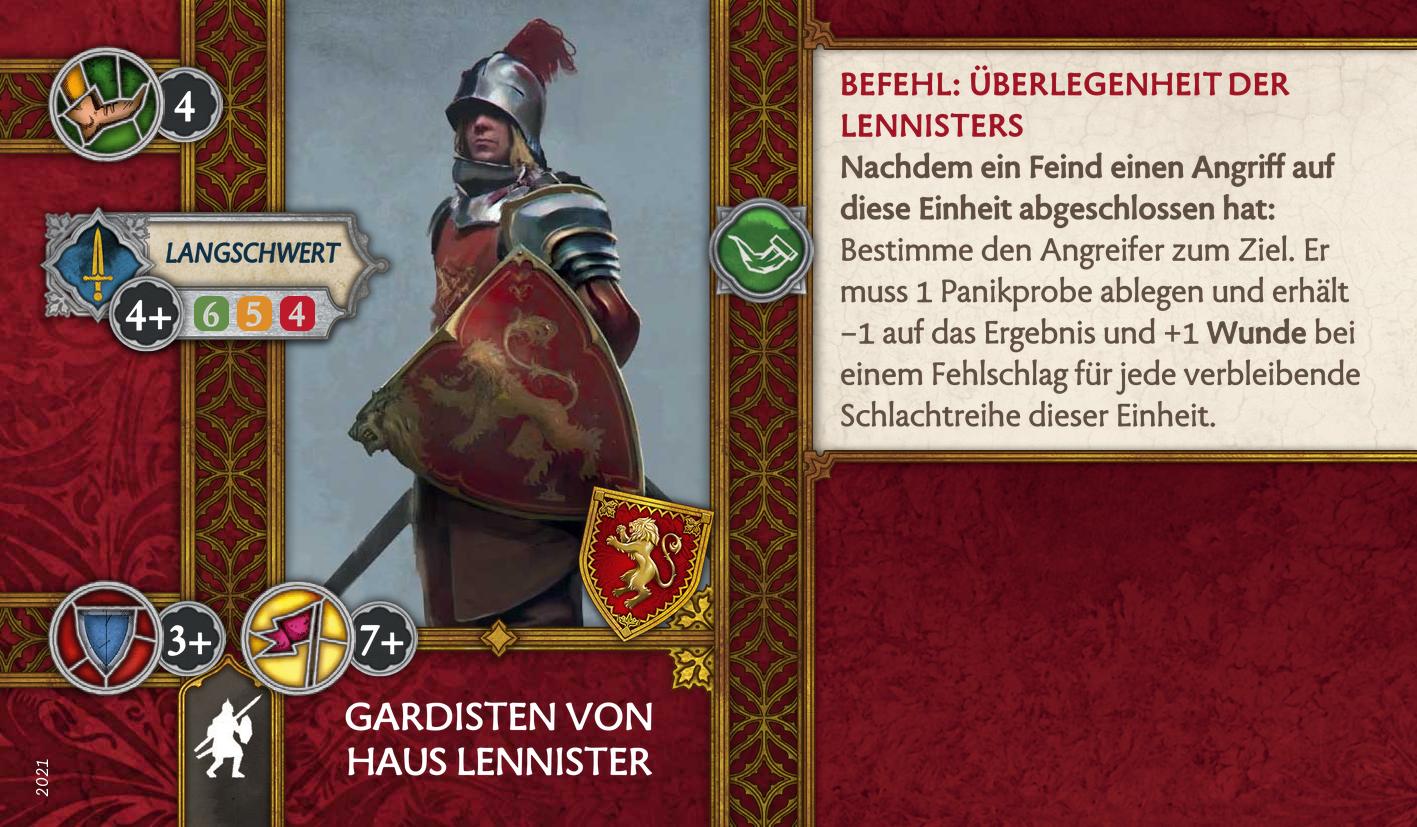 4
LANGSCHWERT
4+ 6 5 4
3+ 7+
GARDISTEN VON
HAUS LENNISTER
2021
BEFEHL: ÜBERLEGENHEIT DER
LENNISTERS
Nachdem ein Feind einen Angriff auf
diese Einheit abgeschlossen hat:
Bestimme den Angreifer zum Ziel. Er
muss 1 Panikprobe ablegen und erhält
−1 auf das Ergebnis und +1 Wunde bei
einem Fehlschlag für jede verbleibende
Schlachtreihe dieser Einheit.